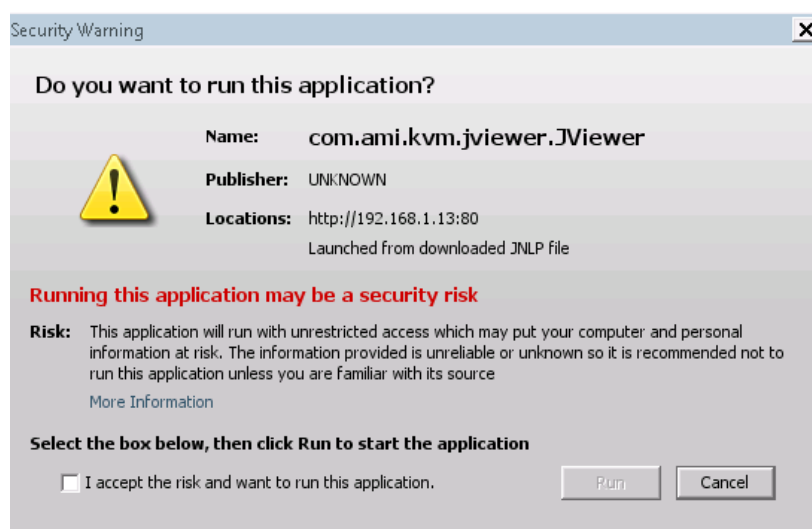 Security Warning
Do you want to run this application?
Name: com.ami.kvm.jviewer.JViewer
Publisher: UNKNOWN
Locations: http://192.168.1.13:80
Launched from downloaded JNLP file
Running this application may be a security risk
Risk: This application will run with unrestricted access which may put your computer and personal
information at risk. The information provided is unreliable or unknown so it is recommended not to
run this application unless you are familiar with its source
More Information
Select the box below, then click Run to start the application
I accept the risk and want to run this application. Run Cancel